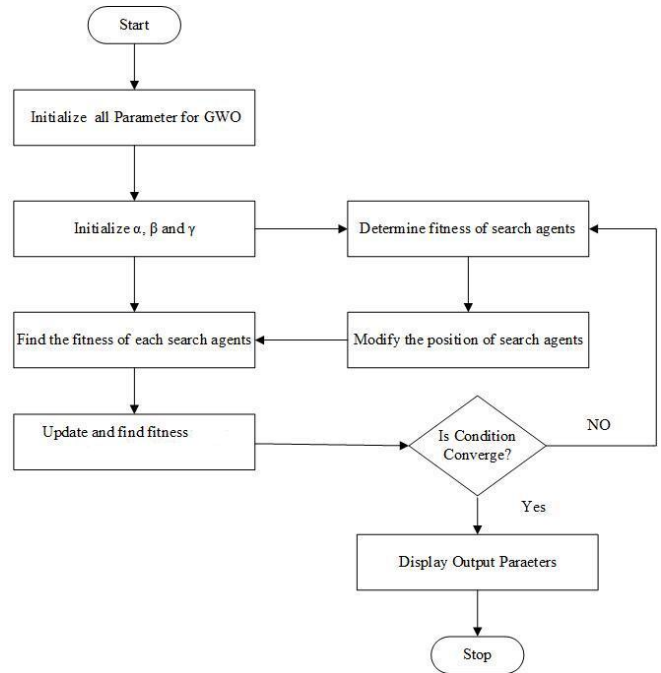 Start
Initialize all Parameter for GWO
Initialize α, β and γ
Determine fitness of search agents
Find the fitness of each search agents
Modify the position of search agents
Update and find fitness
Is Condition
Converge?
NO
Yes
Display Output Paraeters
Stop